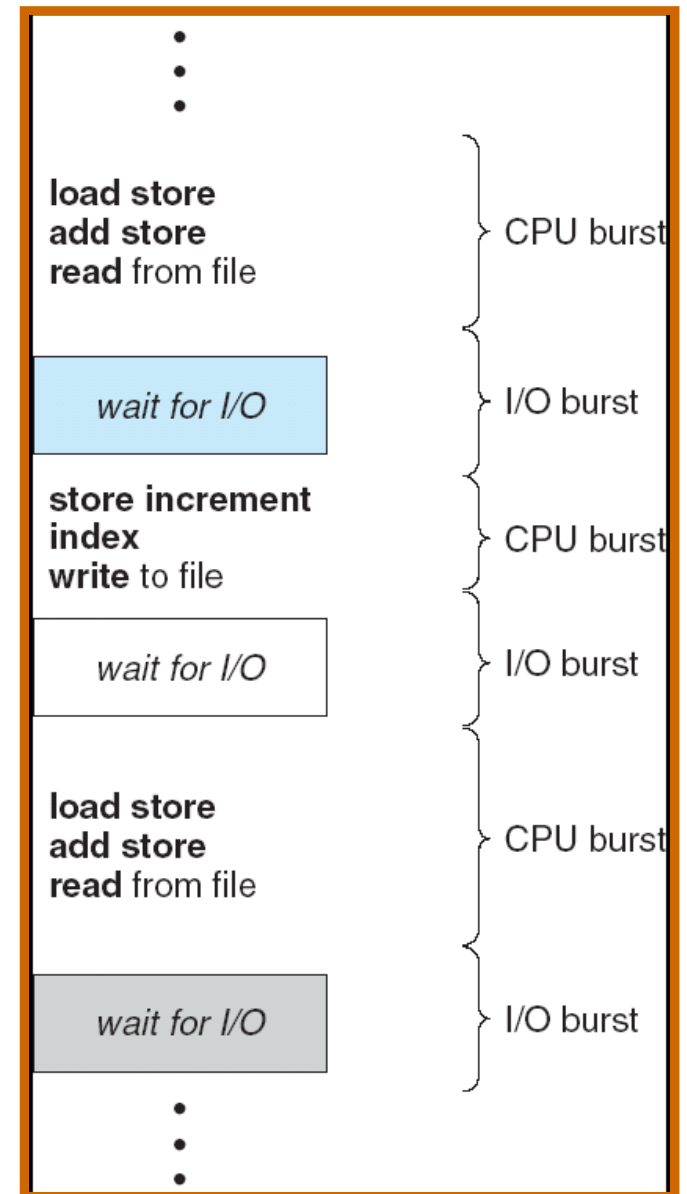 load store
add store
read from file
CPU burst
wait for I/O
I/O burst
store increment
index
write to file
CPU burst
wait for I/O
I/O burst
load store
add store
read from file
CPU burst
wait for I/O
I/O burst